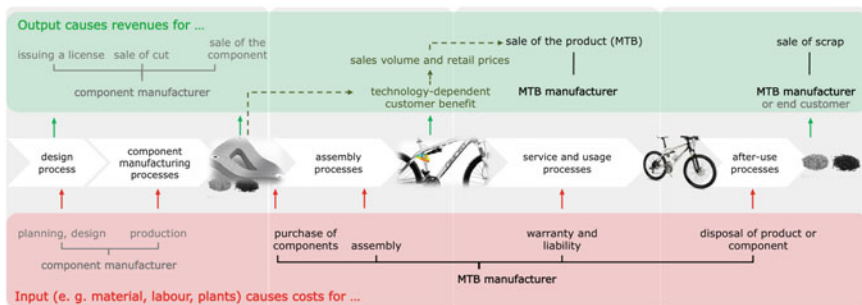 Output causes revenues for ...
issuing a license
sale of cut
sale of the
component
component manufacturer
sales volume and retail prices
technology-dependent
customer benefit
sale of the product (MTB)
MTB manufacturer
sale of scrap
MTB manufacturer
or end customer
design
process
component
manufacturing
processes
assembly
processes
service and usage
processes
after-use
processes
planning, design
production
component manufacturer
purchase of
components
assembly
warranty and
liability
disposal of product or
component
MTB manufacturer
Input (e. g. material, labour, plants) causes costs for ...